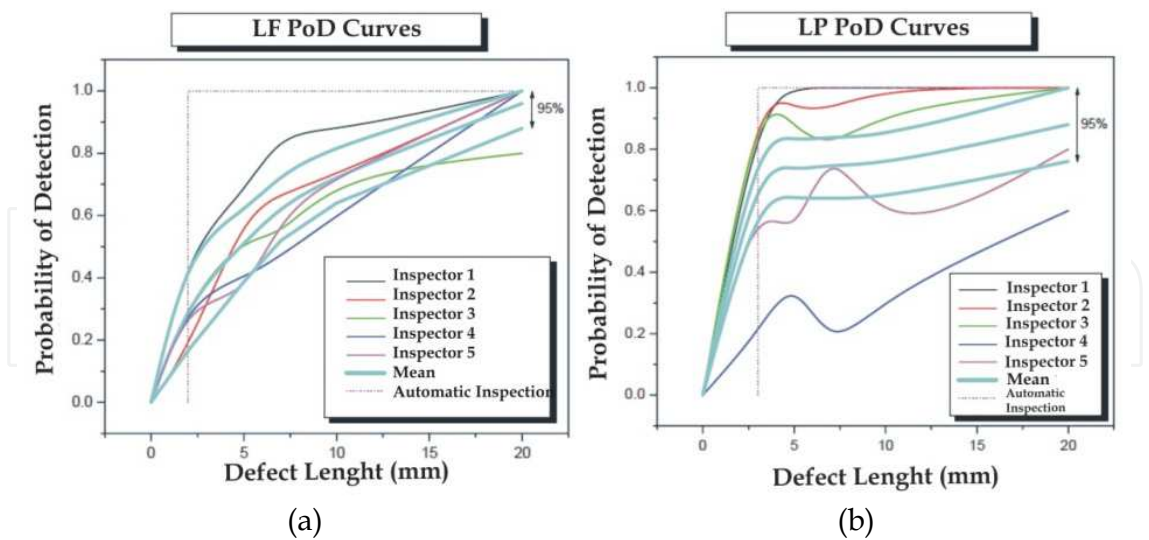 LF PoD Curves
1.0
0.8
0.6
0.4
0.2
0.0
Probability of Detection
95%
Inspector 1
Inspector 2
Inspector 3
Inspector 4
Inspector 5
Mean
Automatic Inspection
0 5 10 15 20
Defect Lenght (mm)
(a)
LP PoD Curves
1.0
0.8
0.6
0.4
0.2
0.0
Probability of Detection
95%
Inspector 1
Inspector 2
Inspector 3
Inspector 4
Inspector 5
Mean
Automatic
Inspection
0 5 10 15 20
Defect Lenght (mm)
(b)